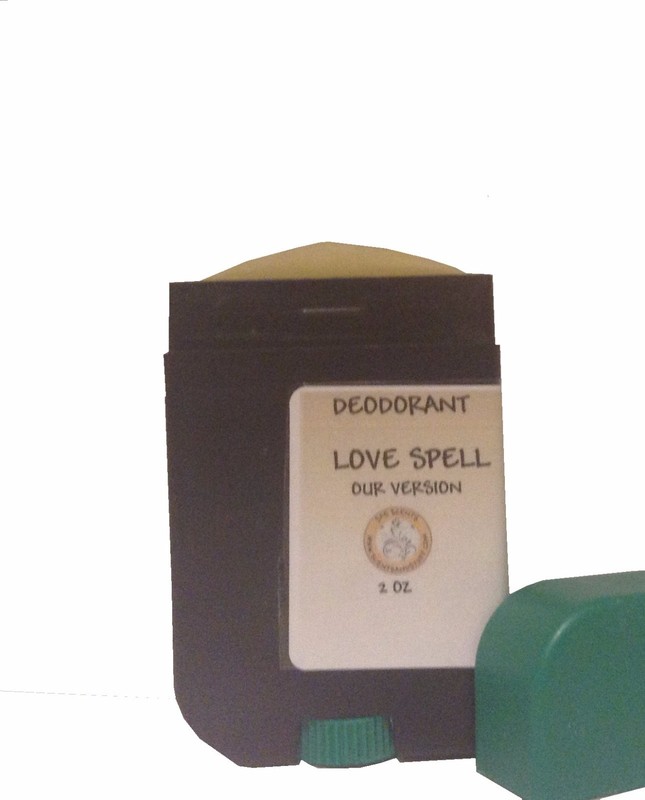 DEODORANT
LOVE SPELL
OUR VERSION
2 OZ